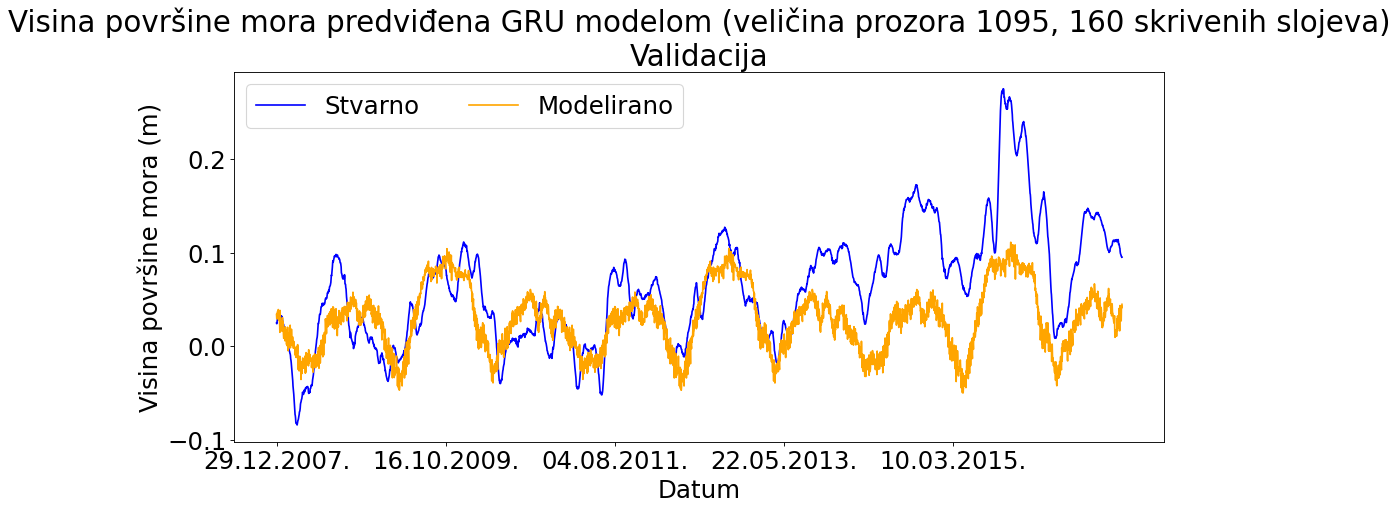 Visina površine mora predviđena GRU modelom (veličina prozora 1095, 160 skrivenih slojeva)
Validacija
Stvarno
Modelirano
Visina površine mora (m)
0.2
0.1
0.0
−0.1
29.12.2007.
16.10.2009.
04.08.2011.
22.05.2013.
10.03.2015.
Datum